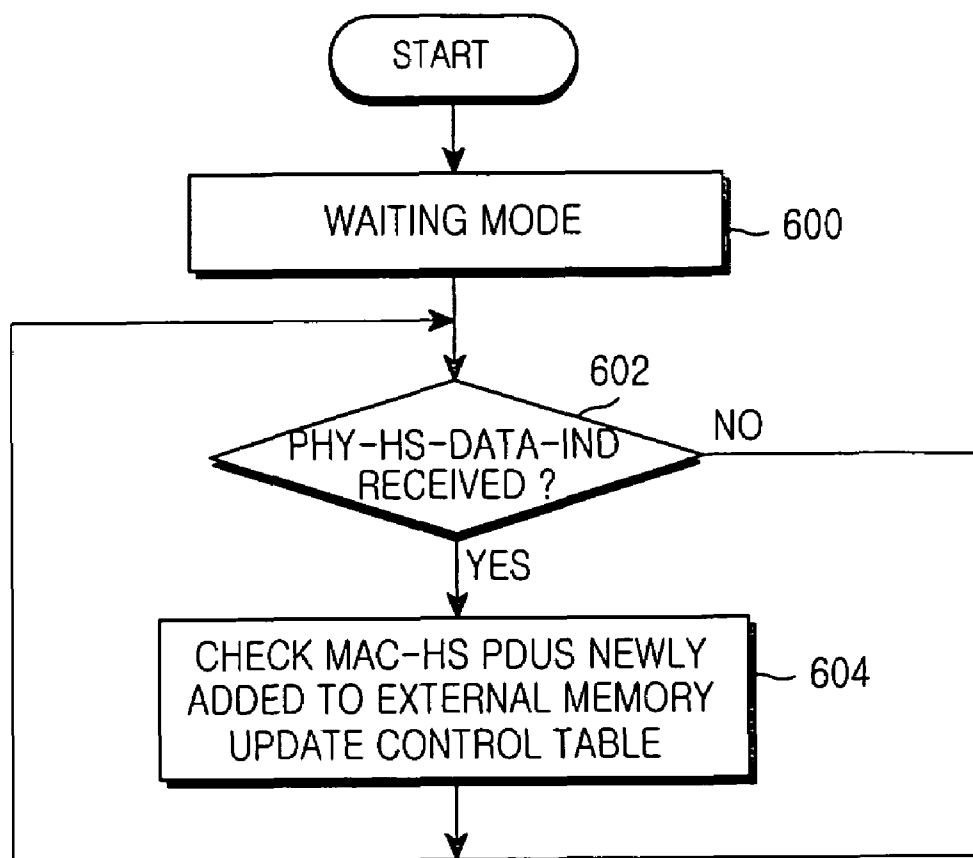 START
WAITING MODE
600
602
PHY-HS-DATA-IND
RECEIVED ?
NO
YES
CHECK MAC-HS PDUS NEWLY
ADDED TO EXTERNAL MEMORY
UPDATE CONTROL TABLE
604